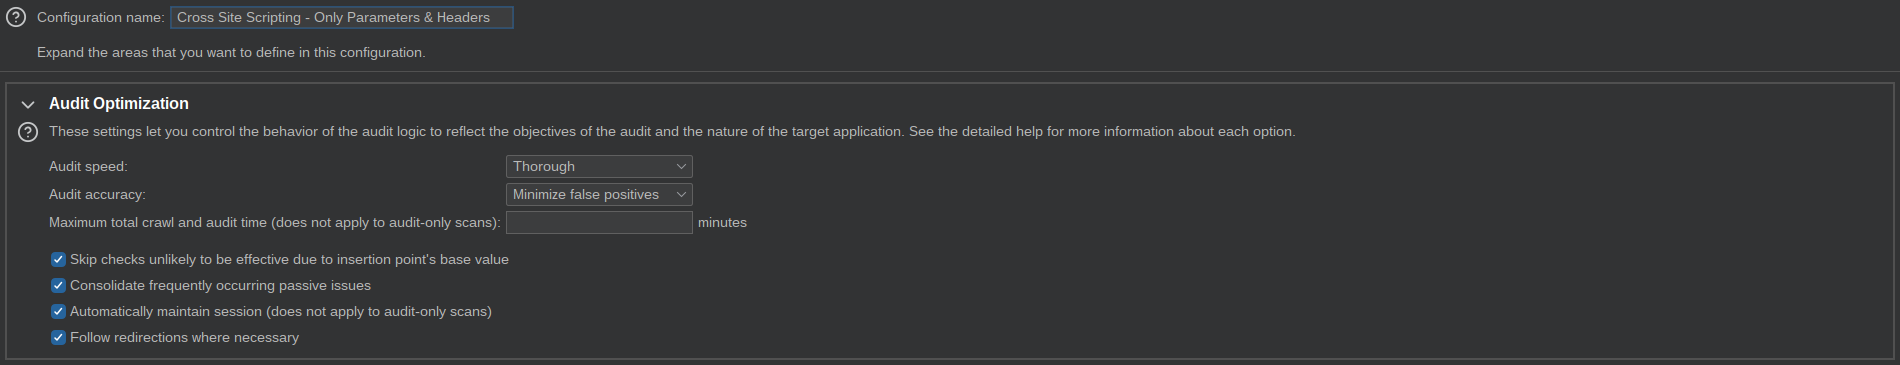 Configuration name: Cross Site Scripting - Only Parameters & Headers
Expand the areas that you want to define in this configuration.
Audit Optimization
These settings let you control the behavior of the audit logic to reflect the objectives of the audit and the nature of the target application. See the detailed help for more information about each option.
Audit speed: Thorough
Audit accuracy: Minimize false positives
Maximum total crawl and audit time (does not apply to audit-only scans): minutes
Skip checks unlikely to be effective due to insertion point's base value
Consolidate frequently occurring passive issues
Automatically maintain session (does not apply to audit-only scans)
Follow redirections where necessary